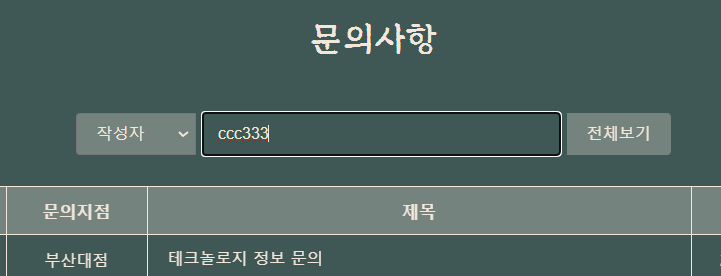 문의사항
작성자 ccc333 전체보기
문의지점 제목
부산대점 테크놀로지 정보 문의